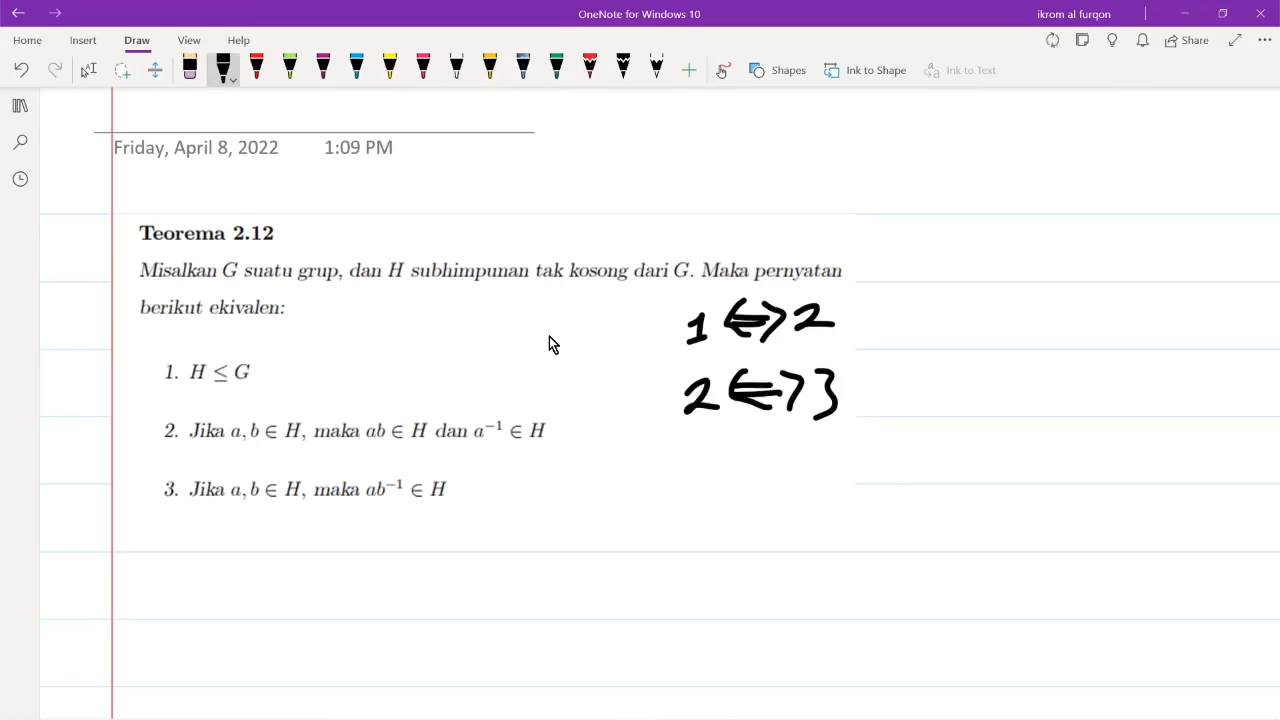 OneNote for Windows 10
ikrom al furqon
Home Insert Draw View Help
Share
Shapes Ink to Shape Ink to Text
Friday, April 8, 2022 1:09 PM
Teorema 2.12
Misalkan G suatu grup, dan H subhimpunan tak kosong dari G. Maka pernyatan
berikut ekivalen:
1 ⇔ 2
1. H ≤ G
2 ⇔ 3
2. Jika a, b ∈ H, maka ab ∈ H dan a⁻¹ ∈ H
3. Jika a, b ∈ H, maka ab⁻¹ ∈ H